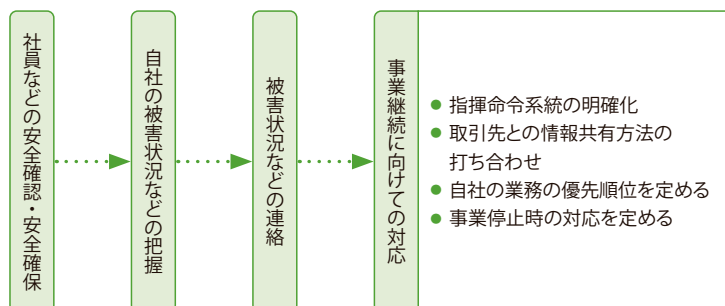 社員などの安全確認・安全確保
自社の被害状況などの把握
被害状況などの連絡
事業継続に向けての対応
● 指揮命令系統の明確化
● 取引先との情報共有方法の
打ち合わせ
● 自社の業務の優先順位を定める
● 事業停止時の対応を定める